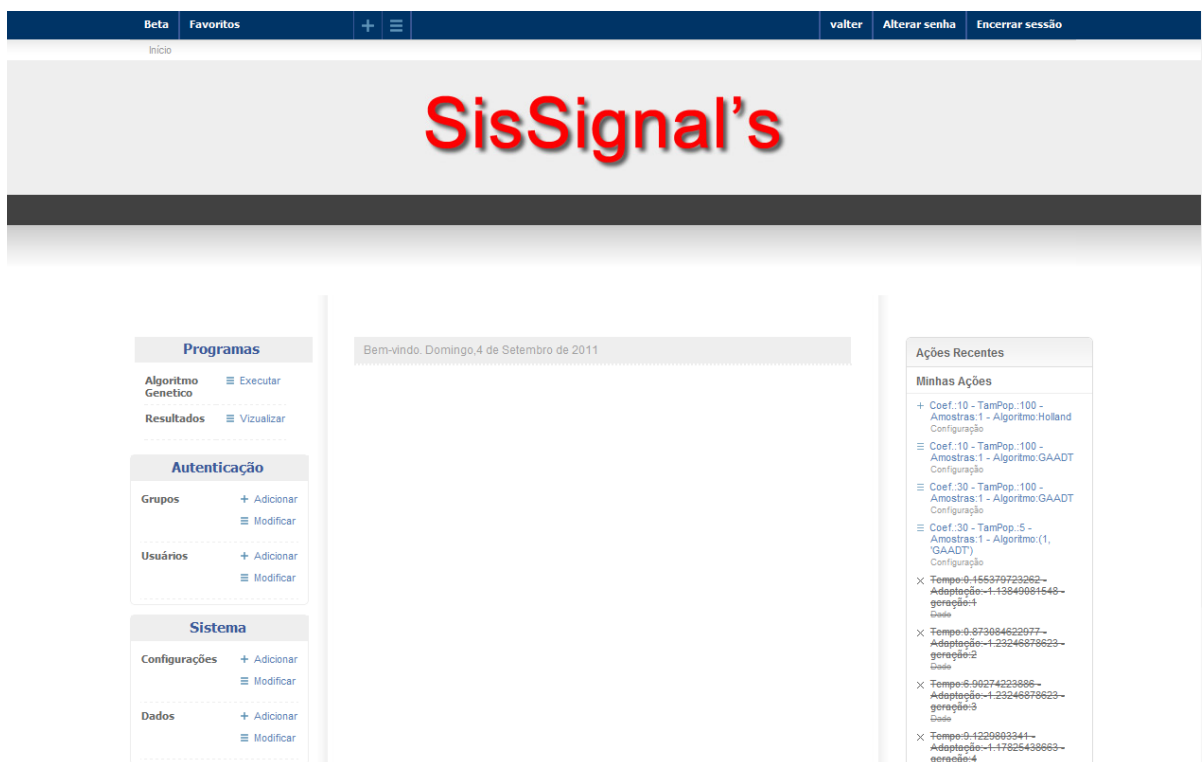 Beta Favoritos + ≡ valter Alterar senha Encerrar sessão
Início
SisSignal's
Programas
Algoritmo Genetico ≡ Executar
Resultados ≡ Vizualizar
Autenticação
Grupos + Adicionar
≡ Modificar
Usuários + Adicionar
≡ Modificar
Sistema
Configurações + Adicionar
≡ Modificar
Dados + Adicionar
≡ Modificar
Bem-vindo. Domingo,4 de Setembro de 2011
Ações Recentes
Minhas Ações
+ Coef.:10 - TamPop.:100 -
Amostras:1 - Algoritmo:Holland
Configuração
≡ Coef.:10 - TamPop.:100 -
Amostras:1 - Algoritmo:GAADT
Configuração
≡ Coef.:30 - TamPop.:100 -
Amostras:1 - Algoritmo:GAADT
Configuração
≡ Coef.:30 - TamPop.:5 -
Amostras:1 - Algoritmo:(1,
'GAADT')
Configuração
× Tempo:0.155379723262 -
Adaptação:-1.13849081548 -
geração:1
Dado
× Tempo:0.873084622977 -
Adaptação:-1.23246878623 -
geração:2
Dado
× Tempo:6.90274223886 -
Adaptação:-1.23246878623 -
geração:3
Dado
× Tempo:9.1229803341 -
Adaptação:-1.17825438663 -
geração:4